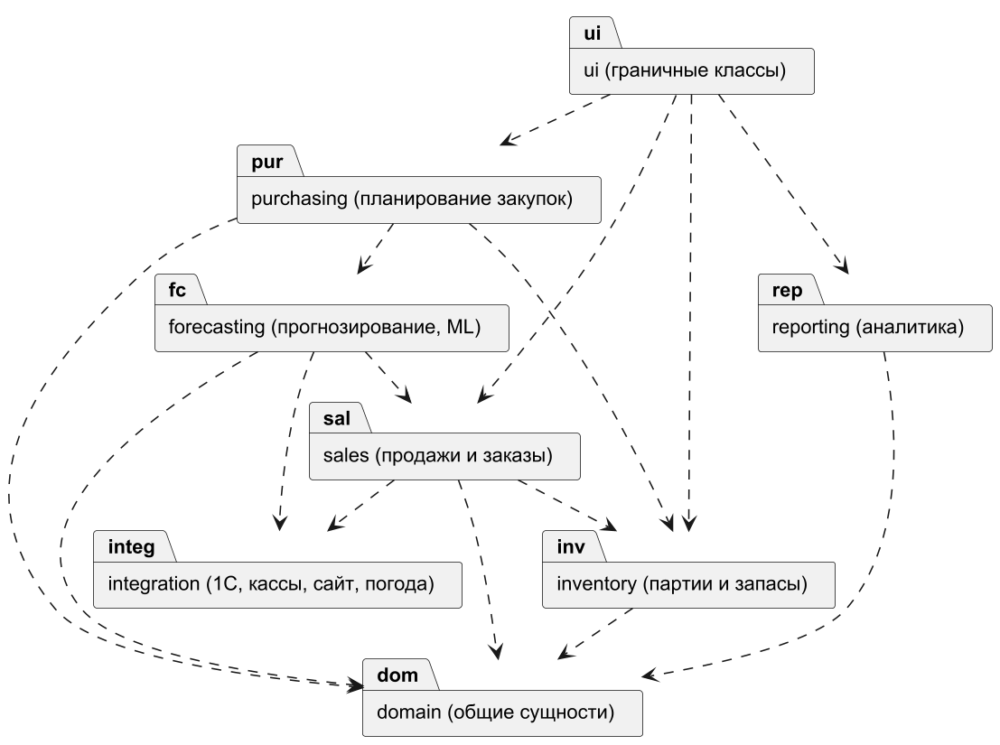 ui
ui (граничные классы)
pur
purchasing (планирование закупок)
fc
forecasting (прогнозирование, ML)
rep
reporting (аналитика)
sal
sales (продажи и заказы)
integ
integration (1С, кассы, сайт, погода)
inv
inventory (партии и запасы)
dom
domain (общие сущности)